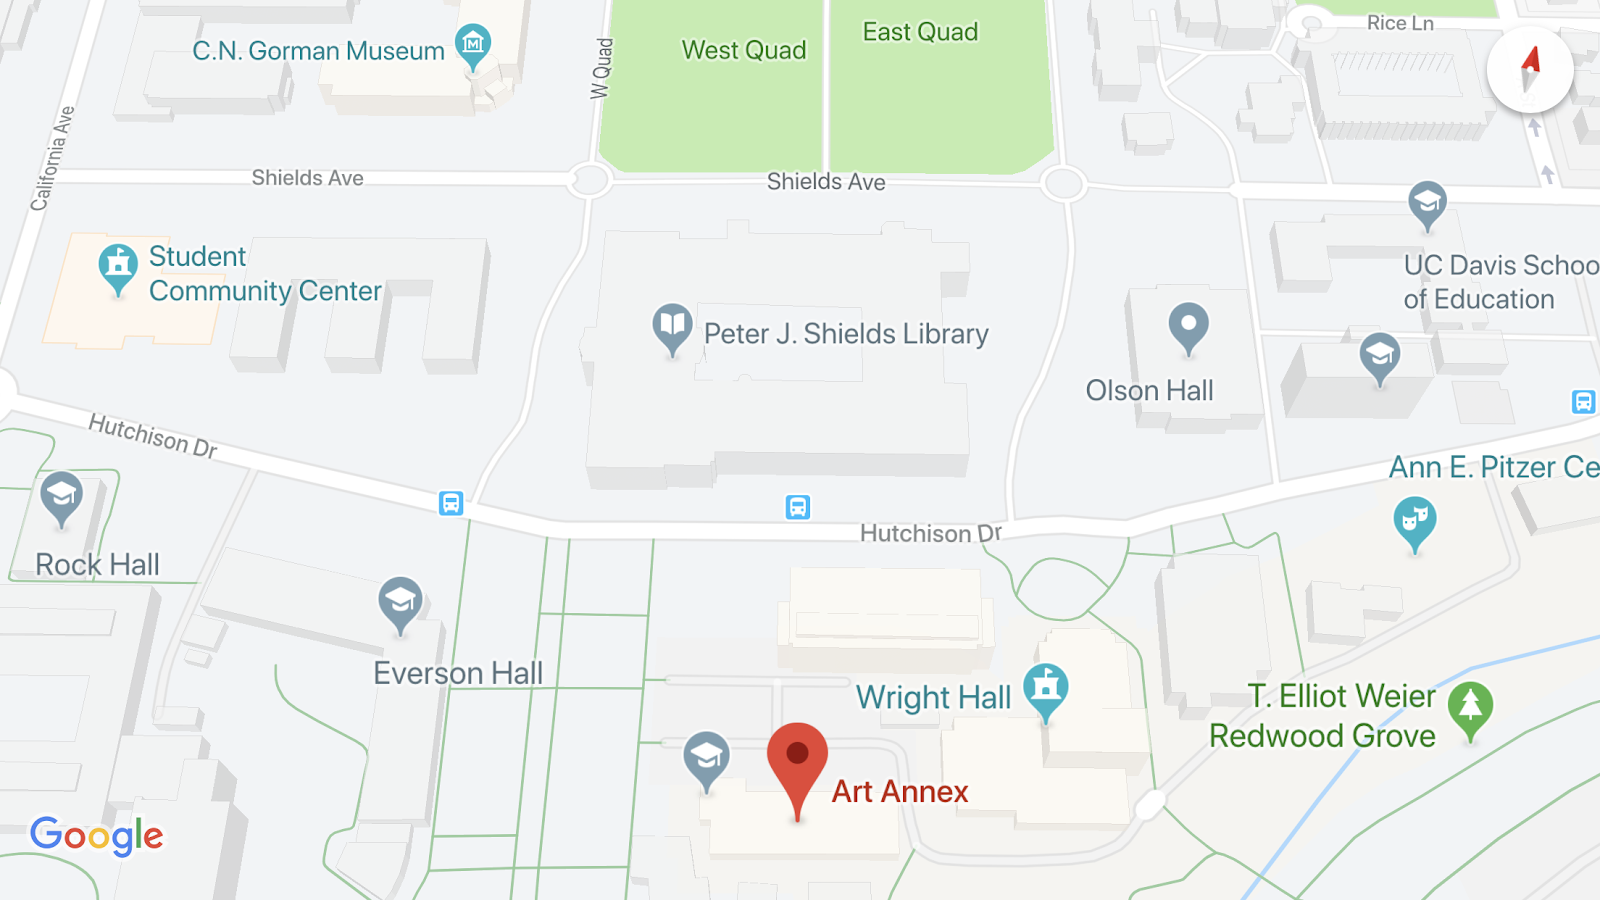 Rice Ln
East Quad
West Quad
C.N. Gorman Museum
W Quad
California Ave
Shields Ave
Shields Ave
Student
Community Center
UC Davis Schoo
of Education
Peter J. Shields Library
Olson Hall
Hutchison Dr
Ann E. Pitzer Ce
Hutchison Dr
Rock Hall
Everson Hall
Wright Hall
T. Elliot Weier
Redwood Grove
Art Annex
Google